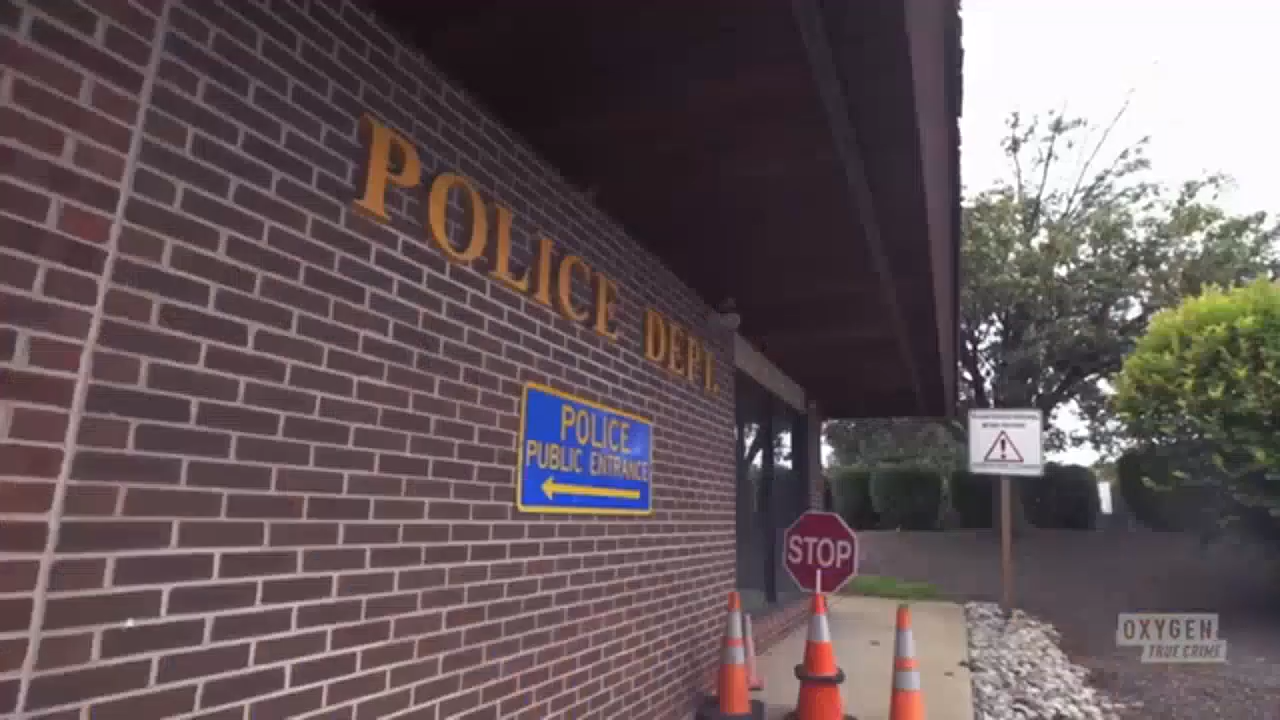 POLICE DEPT.
POLICE
PUBLIC ENTRANCE
STOP
OXYGEN
TRUE CRIME